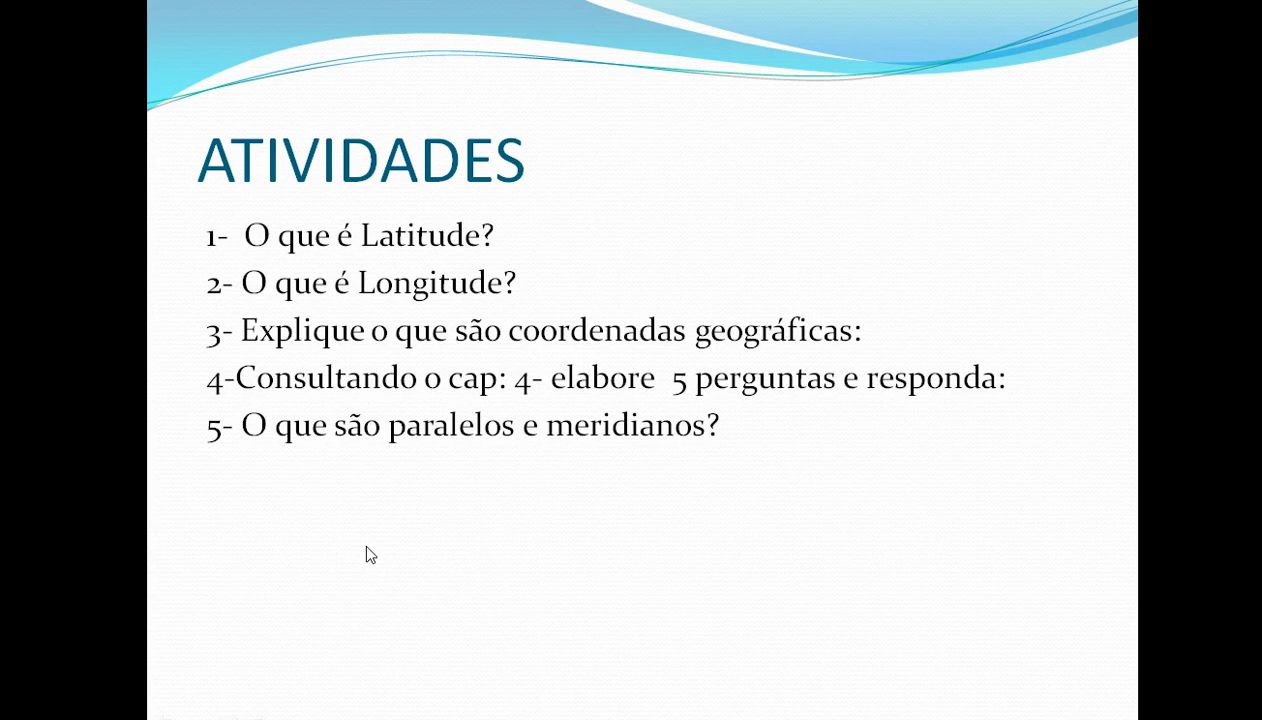 ATIVIDADES
1- O que é Latitude?
2- O que é Longitude?
3- Explique o que são coordenadas geográficas:
4-Consultando o cap: 4- elabore 5 perguntas e responda:
5- O que são paralelos e meridianos?